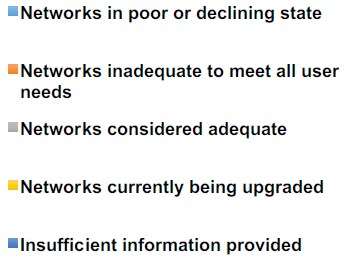 Networks in poor or declining state
Networks inadequate to meet all user
needs
Networks considered adequate
Networks currently being upgraded
Insufficient information provided